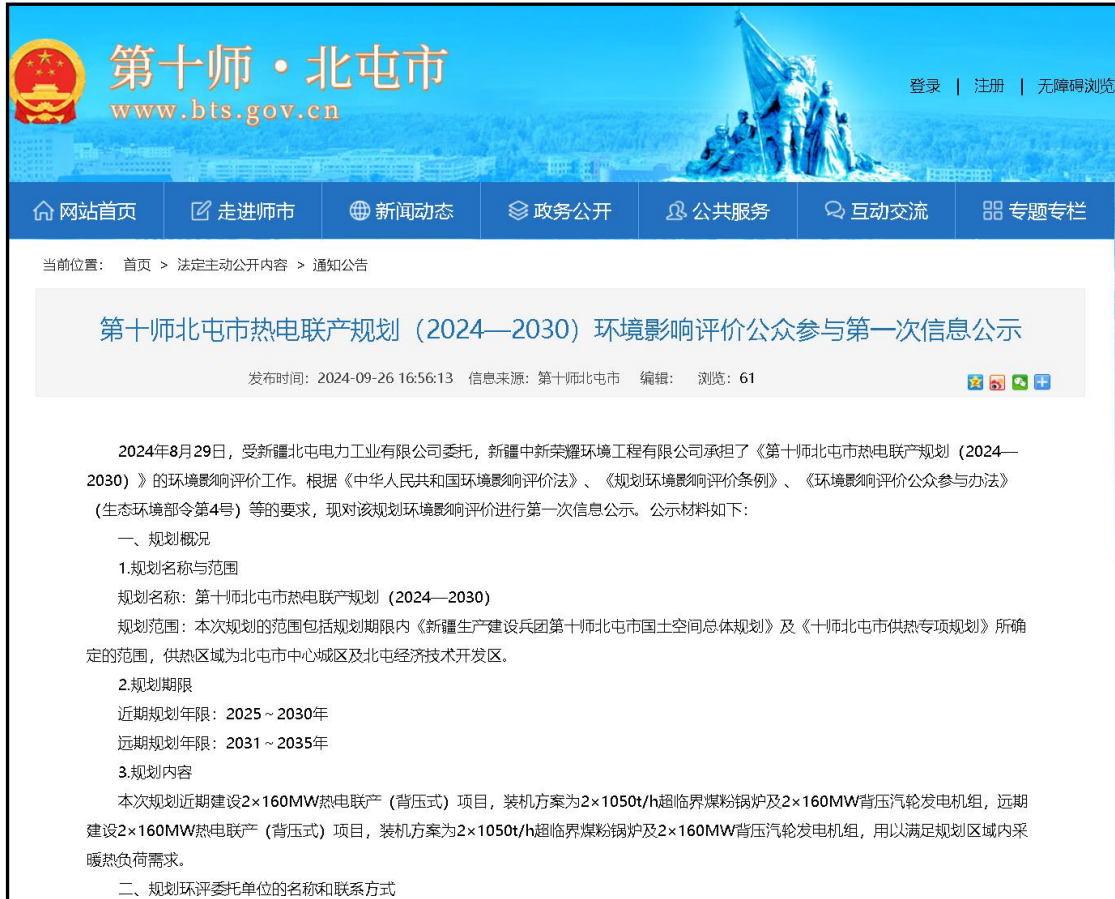 第十师·北屯市
www.bts.gov.cn
登录 | 注册 | 无障碍浏览
网站首页 走进师市 新闻动态 政务公开 公共服务 互动交流 专题专栏
当前位置： 首页 > 法定主动公开内容 > 通知公告
第十师北屯市热电联产规划（2024—2030）环境影响评价公众参与第一次信息公示
发布时间：2024-09-26 16:56:13 信息来源：第十师北屯市 编辑： 浏览：61
2024年8月29日，受新疆北屯电力工业有限公司委托，新疆中新荣耀环境工程有限公司承担了《第十师北屯市热电联产规划（2024—
2030）》的环境影响评价工作。根据《中华人民共和国环境影响评价法》、《规划环境影响评价条例》、《环境影响评价公众参与办法》
（生态环境部令第4号）等的要求，现对该规划环境影响评价进行第一次信息公示。公示材料如下：
一、规划概况
1.规划名称与范围
规划名称：第十师北屯市热电联产规划（2024—2030）
规划范围：本次规划的范围包括规划期限内《新疆生产建设兵团第十师北屯市国土空间总体规划》及《十师北屯市供热专项规划》所确
定的范围，供热区域为北屯市中心城区及北屯经济技术开发区。
2.规划期限
近期规划年限：2025～2030年
远期规划年限：2031～2035年
3.规划内容
本次规划近期建设2×160MW热电联产（背压式）项目，装机方案为2×1050t/h超临界煤粉锅炉及2×160MW背压汽轮发电机组，远期
建设2×160MW热电联产（背压式）项目，装机方案为2×1050t/h超临界煤粉锅炉及2×160MW背压汽轮发电机组，用以满足规划区域内采
暖热负荷需求。
二、规划环评委托单位的名称和联系方式